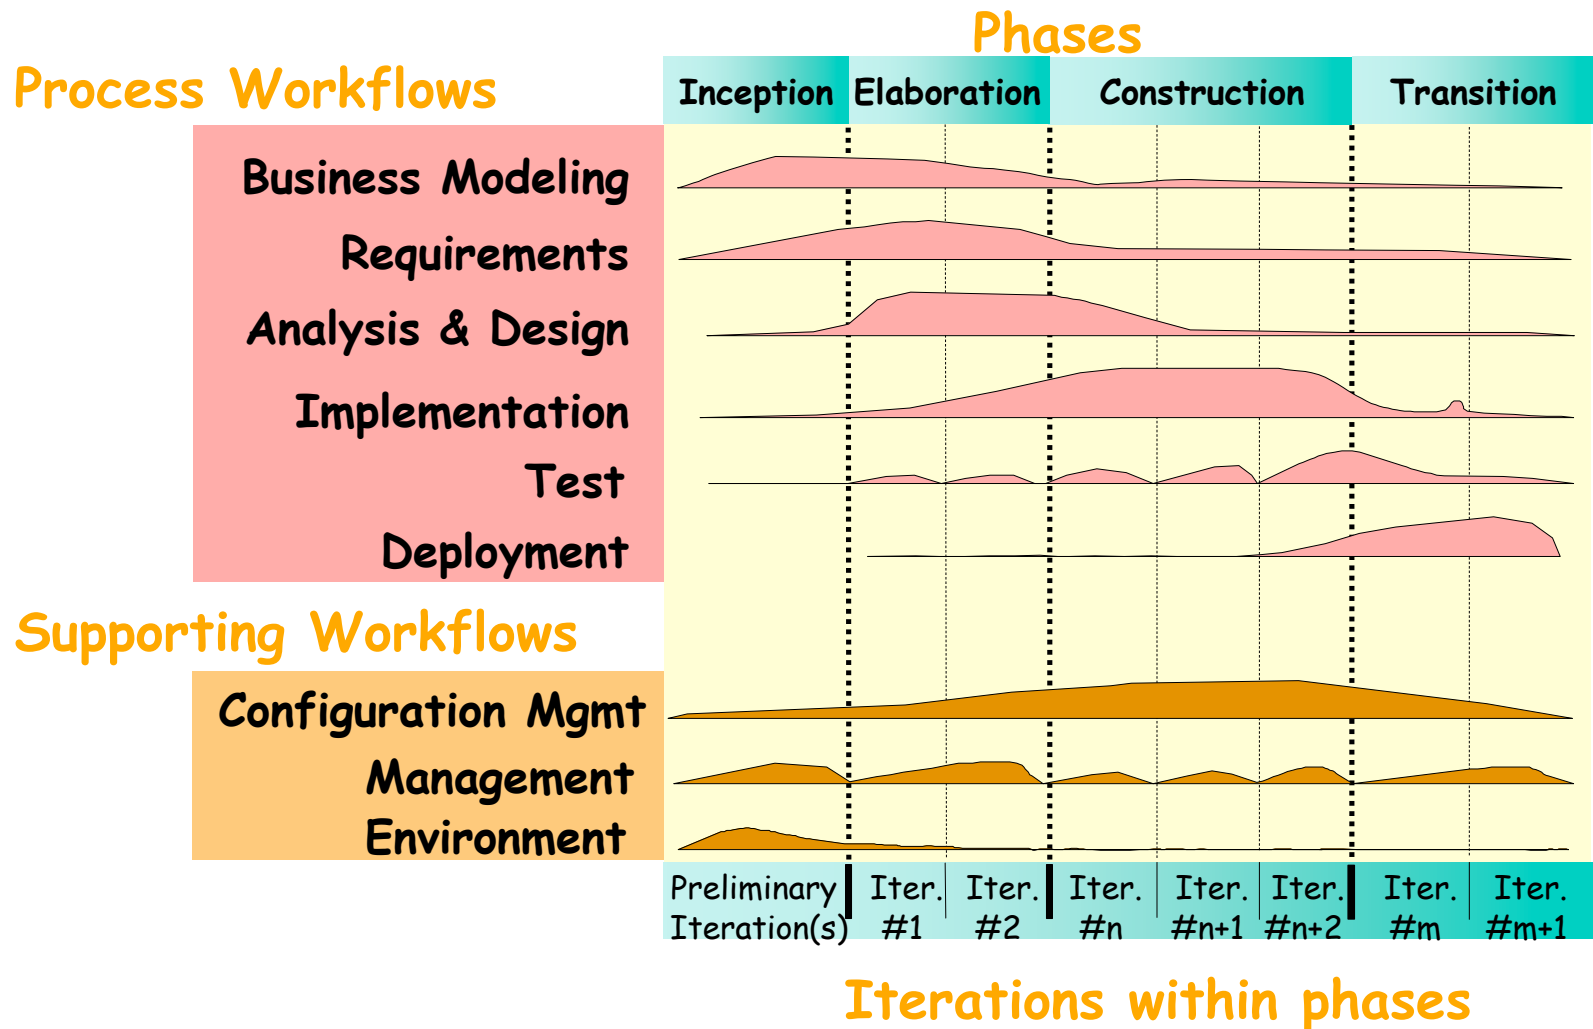 Phases
Process Workflows
Inception Elaboration Construction Transition
Business Modeling
Requirements
Analysis & Design
Implementation
Test
Deployment
Supporting Workflows
Configuration Mgmt
Management
Environment
Preliminary Iter. Iter. Iter. Iter. Iter. Iter. Iter.
Iteration(s) #1 #2 #n #n+1 #n+2 #m #m+1
Iterations within phases